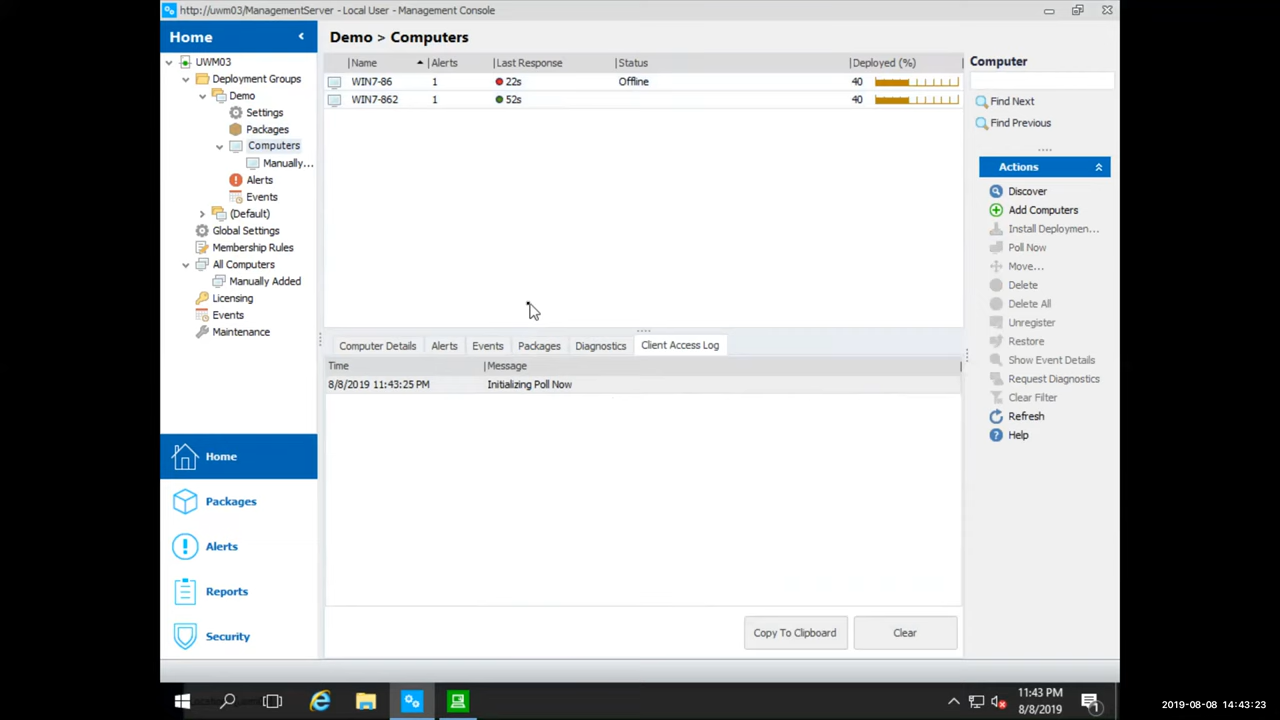 http://uwm03/ManagementServer - Local User - Management Console
Home
Demo > Computers
UWM03
Deployment Groups
Demo
Settings
Packages
Computers
Manually...
Alerts
Events
(Default)
Global Settings
Membership Rules
All Computers
Manually Added
Licensing
Events
Maintenance
Home
Packages
Alerts
Reports
Security
Name Alerts Last Response Status Deployed (%)
WIN7-86 1 22s Offline 40
WIN7-862 1 52s 40
Computer Details Alerts Events Packages Diagnostics Client Access Log
Time Message
8/8/2019 11:43:25 PM Initializing Poll Now
Copy To Clipboard Clear
Computer
Find Next
Find Previous
Actions
Discover
Add Computers
Install Deploymen...
Poll Now
Move...
Delete
Delete All
Unregister
Restore
Show Event Details
Request Diagnostics
Clear Filter
Refresh
Help
11:43 PM
8/8/2019
1
2019-08-08 14:43:23